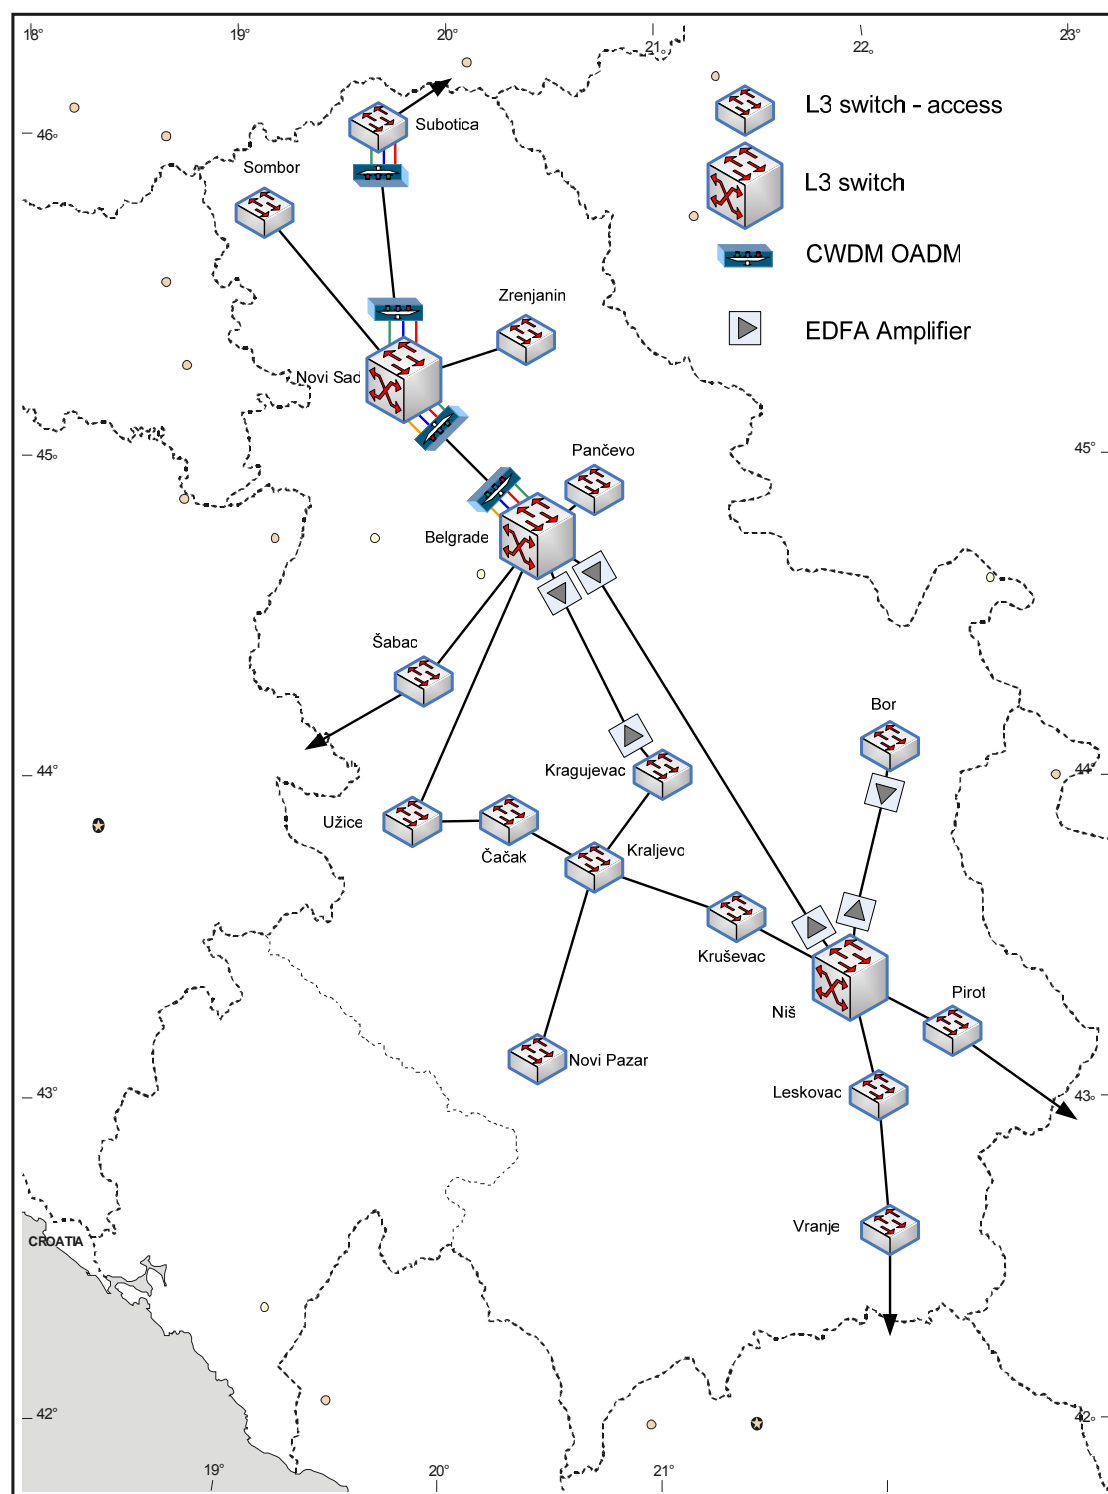 18° 19° 20° 21° 22° 23°
L3 switch - access
Subotica
46°
Sombor
L3 switch
CWDM OADM
Zrenjanin
EDFA Amplifier
Novi Sad
45° 45°
Pančevo
Belgrade
Šabac
Bor
44° 44°
Kragujevac
Užice
Čačak
Kraljevo
Kruševac
Pirot
Niš
Novi Pazar
43° 43°
Leskovac
Vranje
CROATIA
42° 42°
19° 20° 21°